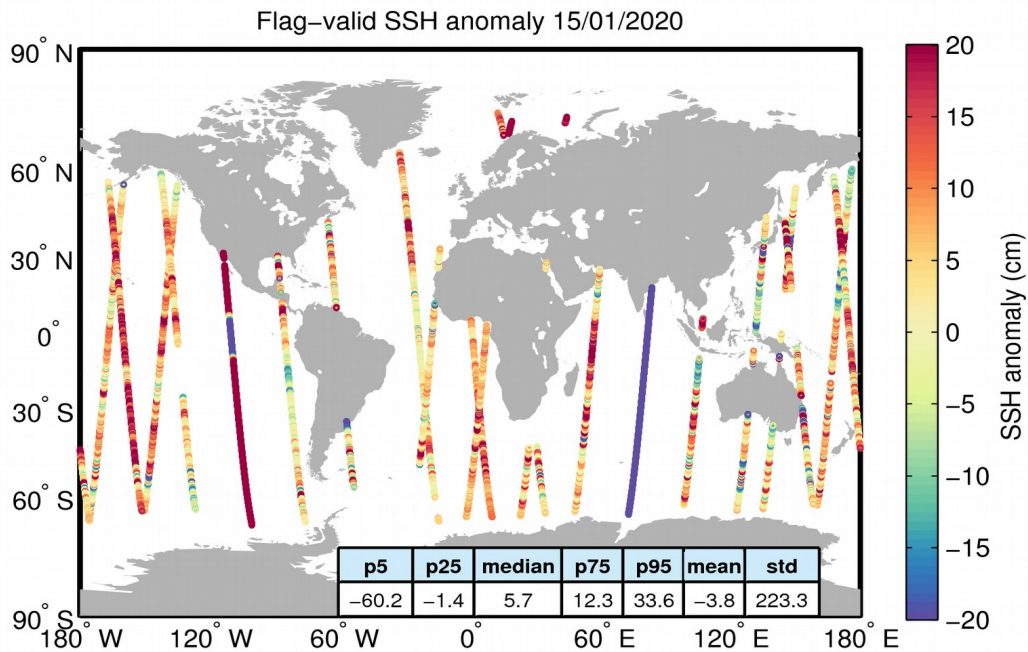 Flag−valid SSH anomaly 15/01/2020
90° N
60° N
30° N
0°
30° S
60° S
90° S
180° W
120° W
60° W
0°
60° E
120° E
180° E
p5 p25 median p75 p95 mean std
−60.2 −1.4 5.7 12.3 33.6 −3.8 223.3
20
15
10
5
0
−5
−10
−15
−20
SSH anomaly (cm)